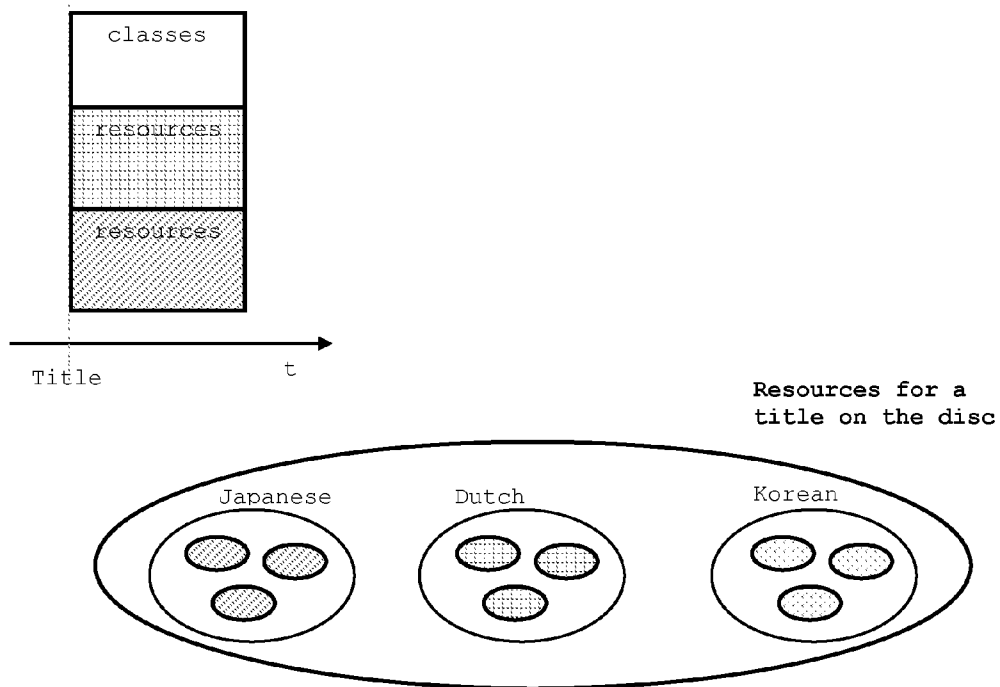 classes
resources
resources
Title
t
Resources for a
title on the disc
Japanese
Dutch
Korean